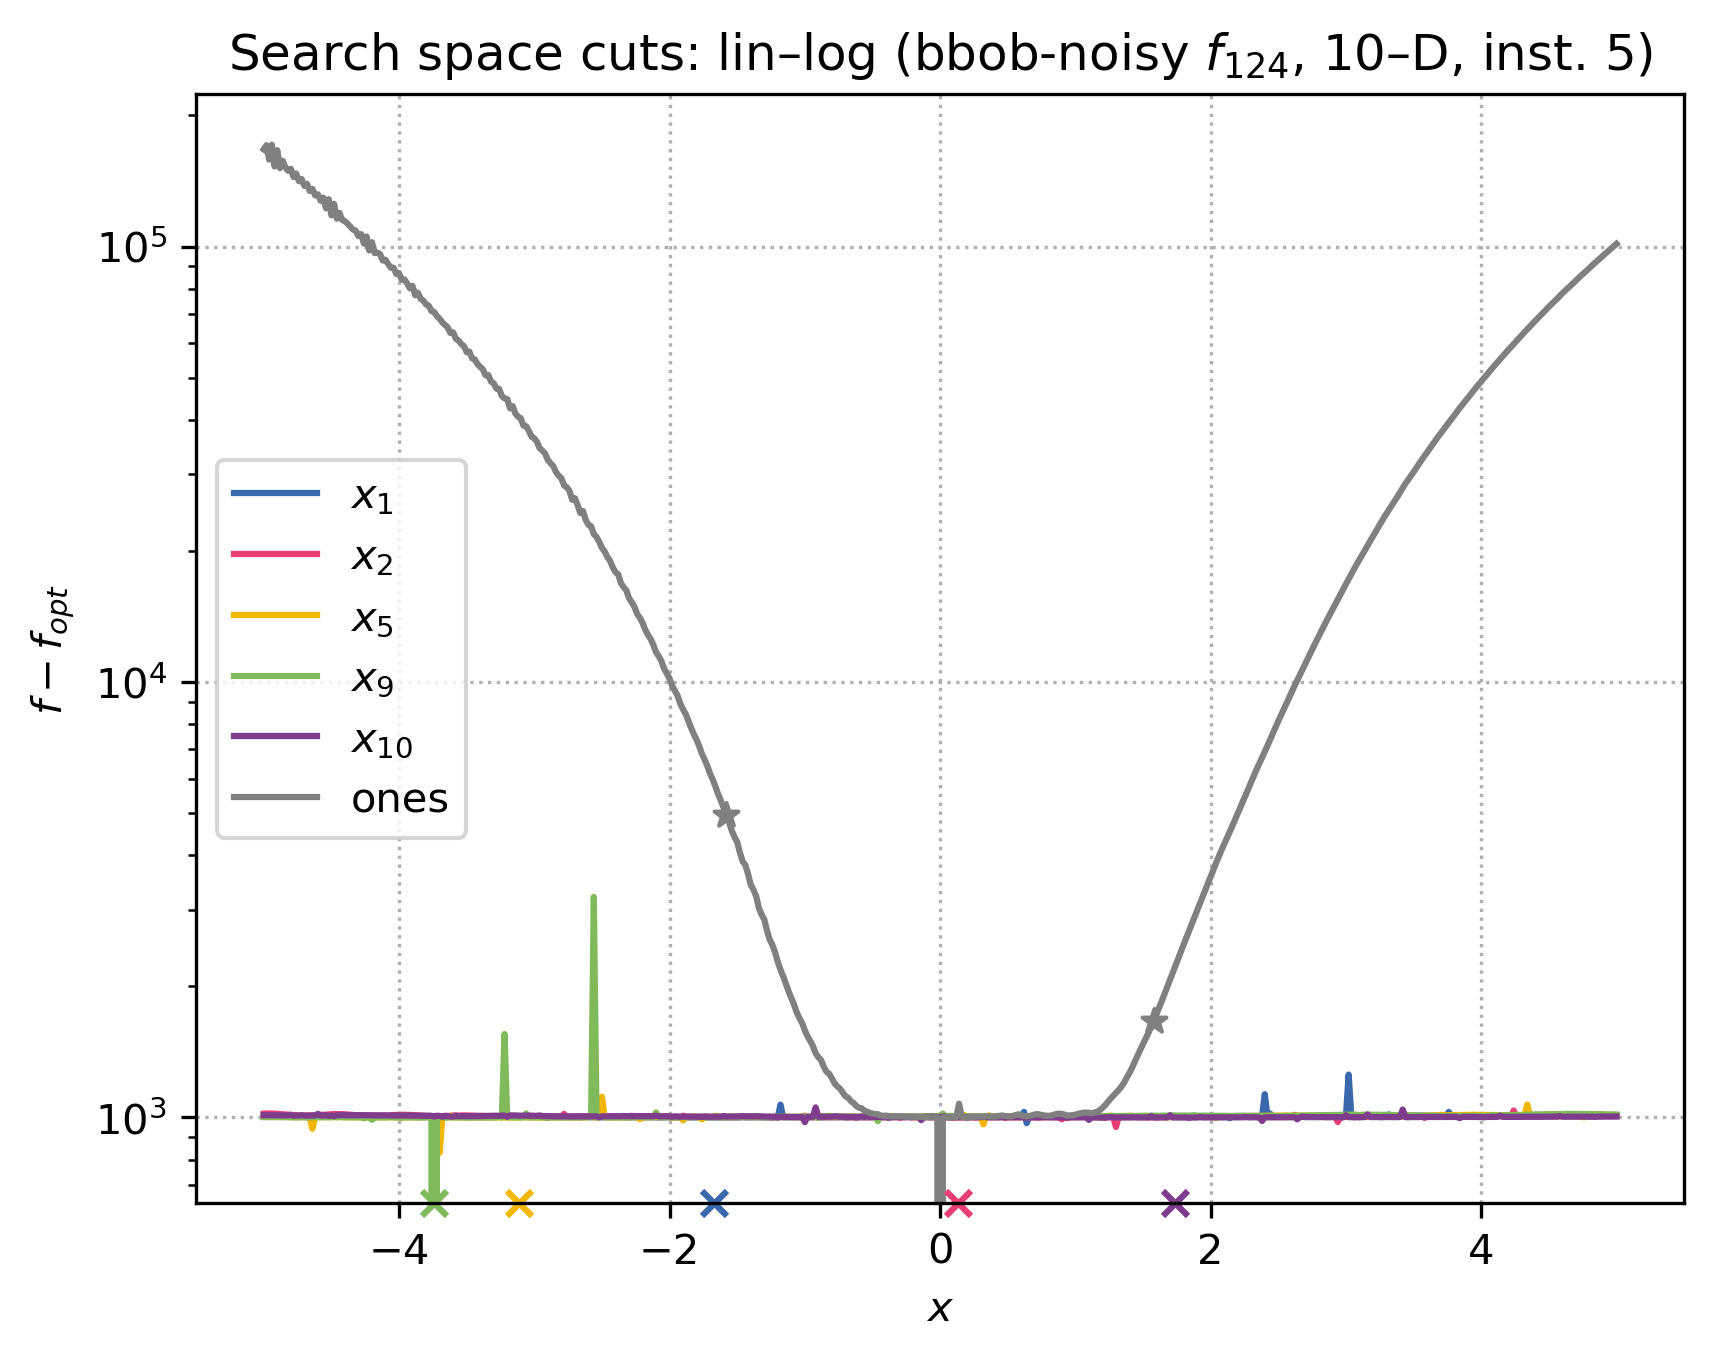 Search space cuts: lin–log (bbob-noisy f124, 10–D, inst. 5)
f − fopt
10^5
10^4
10^3
x1
x2
x5
x9
x10
ones
−4 −2 0 2 4
x